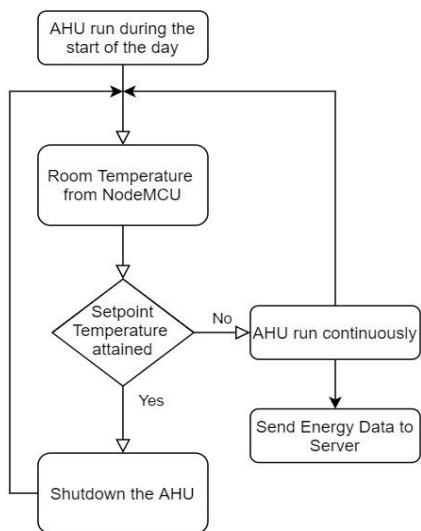 AHU run during the
start of the day
Room Temperature
from NodeMCU
Setpoint
Temperature
attained
No
AHU run continuously
Yes
Send Energy Data to
Server
Shutdown the AHU